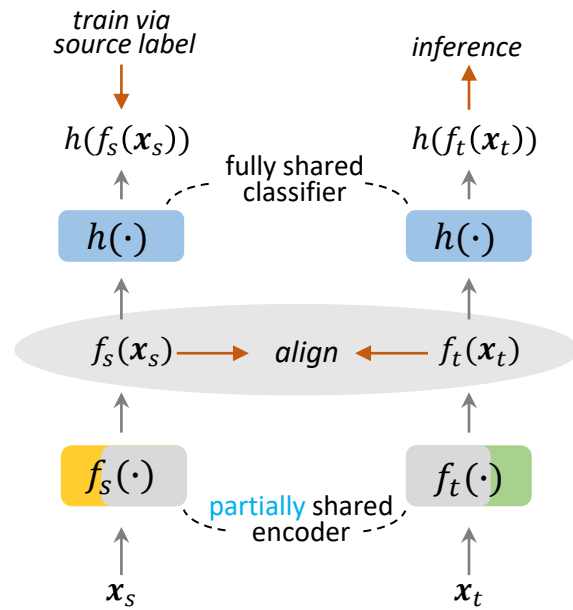 train via
source label
inference
h(f_s(x_s))
h(f_t(x_t))
fully shared
classifier
h(·)
h(·)
f_s(x_s)
align
f_t(x_t)
f_s(·)
f_t(·)
partially shared
encoder
x_s
x_t